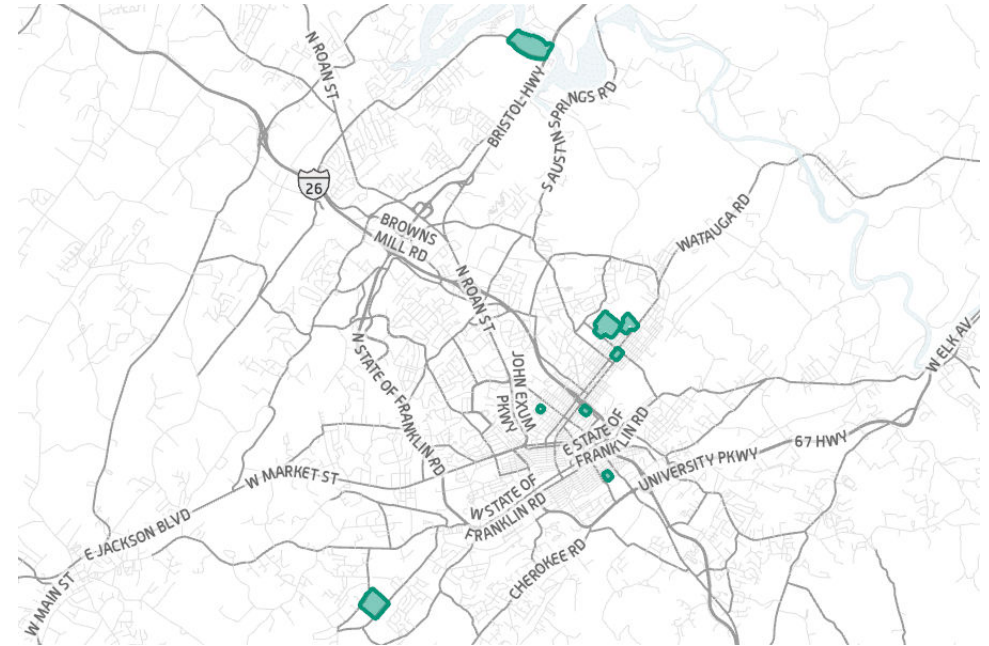 N ROAN ST
BRISTOL HWY
S AUSTIN SPRINGS RD
26
BROWNS
MILL RD
WATAUGA RD
N ROAN ST
W ELK AV
N STATE OF FRANKLIN RD
JOHN EXUM
PKWY
E STATE OF
FRANKLIN RD
67 HWY
UNIVERSITY PKWY
W MARKET ST
W STATE OF
FRANKLIN RD
E JACKSON BLVD
CHEROKEE RD
W MAIN ST